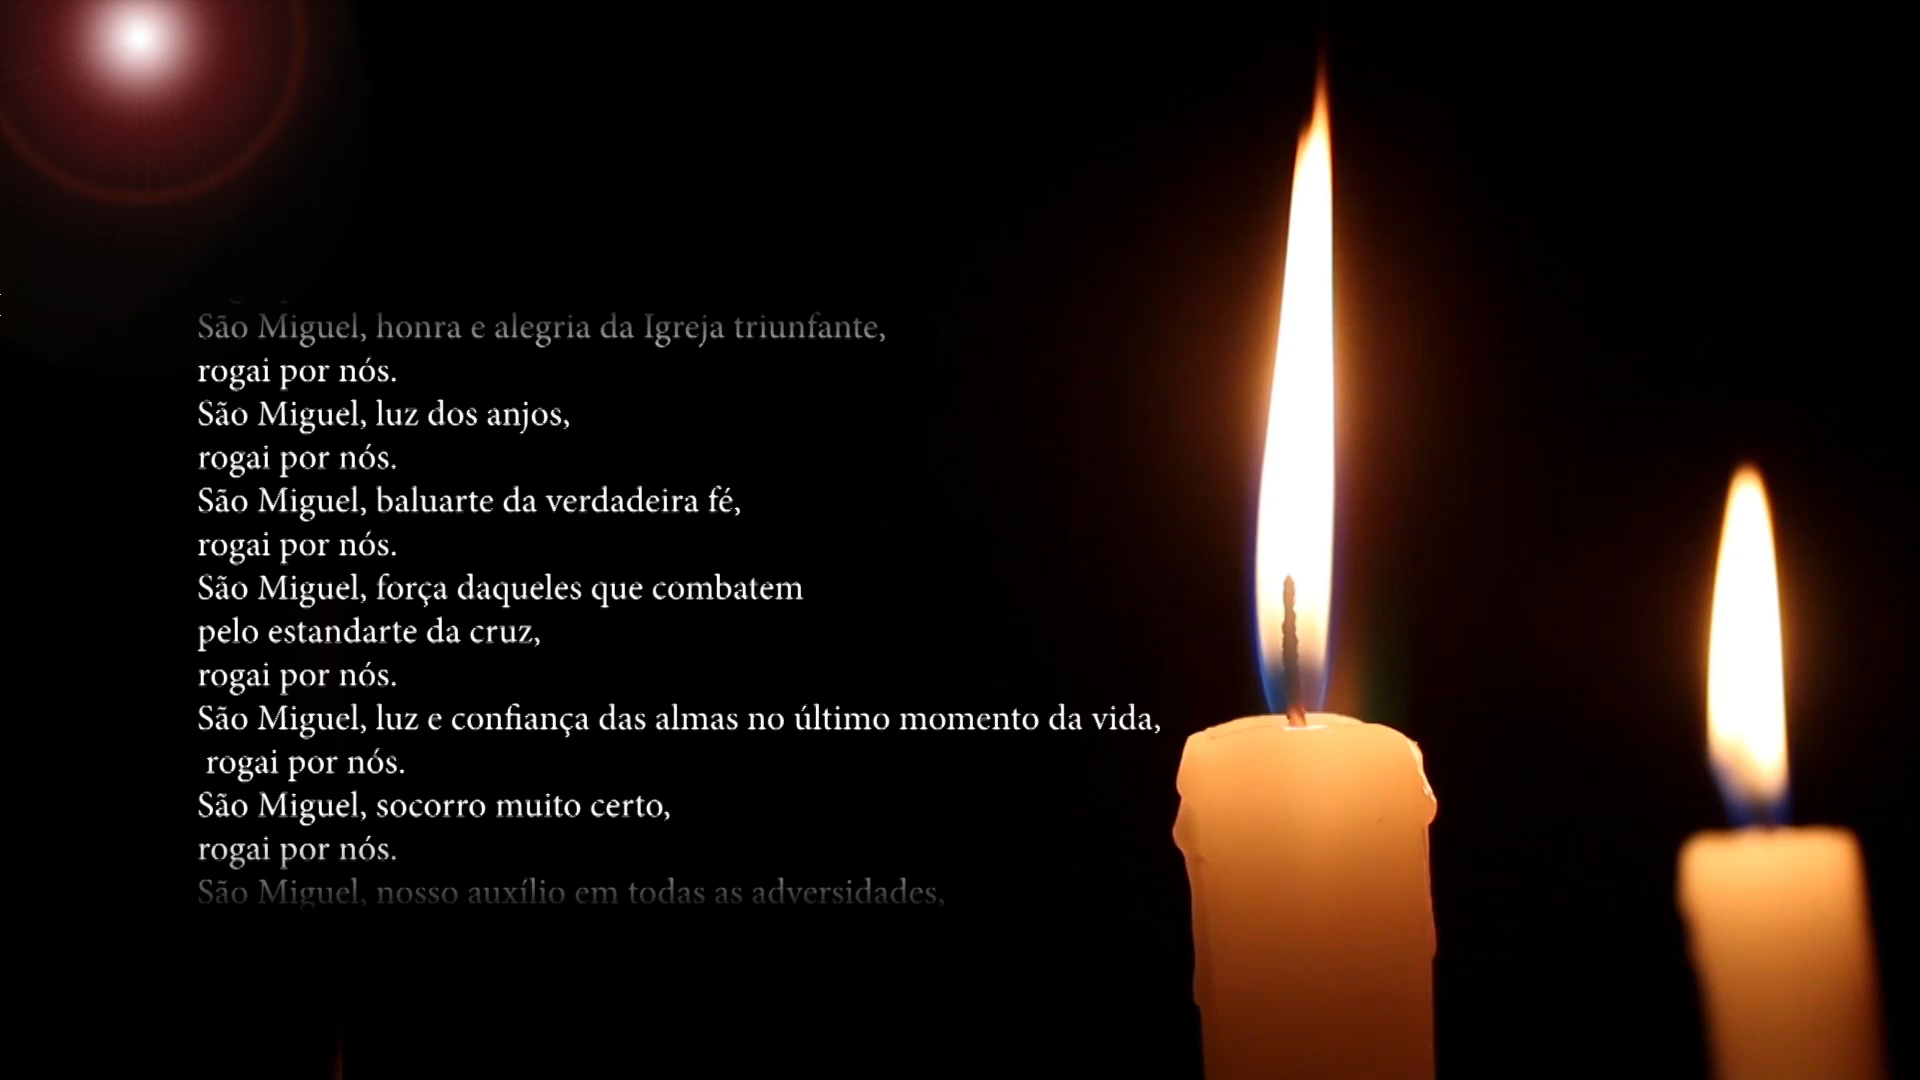 São Miguel, honra e alegria da Igreja triunfante,
rogai por nós.
São Miguel, luz dos anjos,
rogai por nós.
São Miguel, baluarte da verdadeira fé,
rogai por nós.
São Miguel, força daqueles que combatem
pelo estandarte da cruz,
rogai por nós.
São Miguel, luz e confiança das almas no último momento da vida,
rogai por nós.
São Miguel, socorro muito certo,
rogai por nós.
São Miguel, nosso auxílio em todas as adversidades,